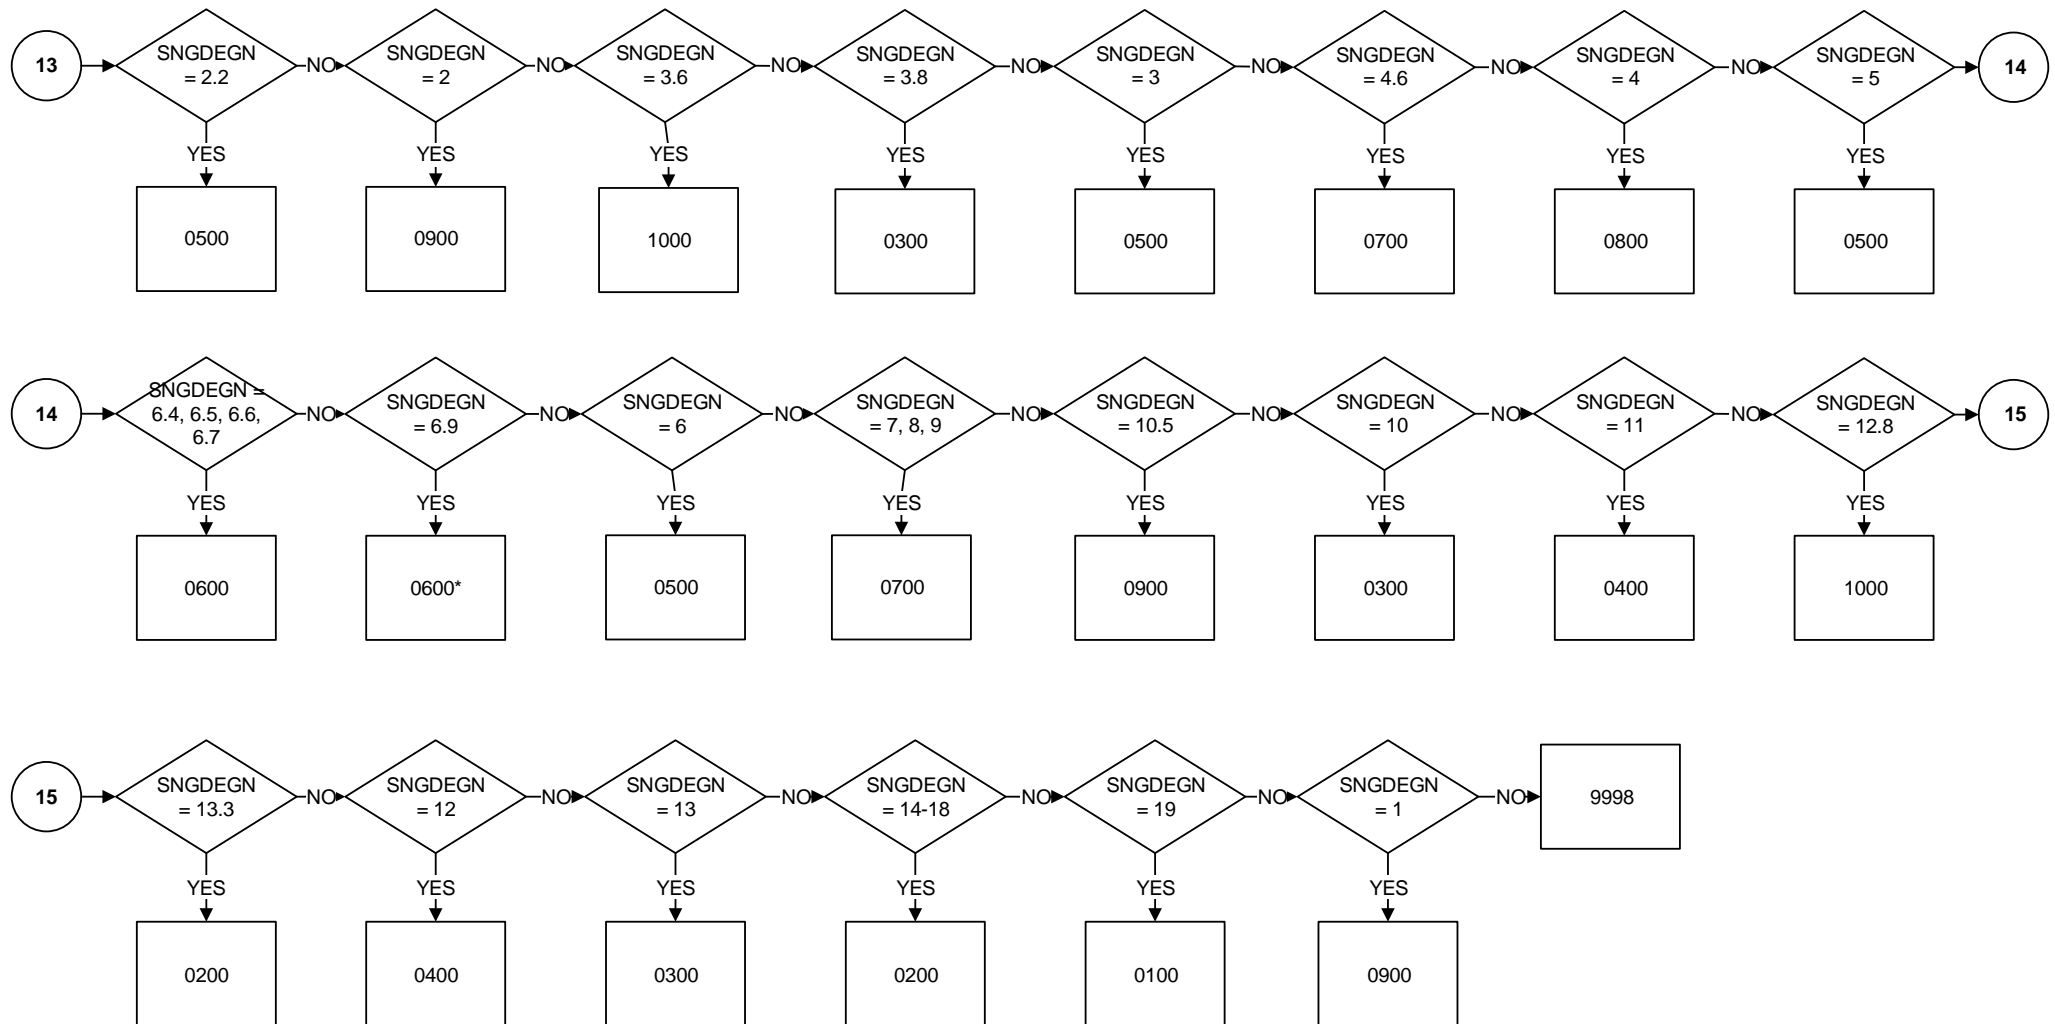 13
SNGDEGN
= 2.2
NO
SNGDEGN
= 2
NO
SNGDEGN
= 3.6
NO
SNGDEGN
= 3.8
NO
SNGDEGN
= 3
NO
SNGDEGN
= 4.6
NO
SNGDEGN
= 4
NO
SNGDEGN
= 5
14
YES
YES
YES
YES
YES
YES
YES
YES
0500
0900
1000
0300
0500
0700
0800
0500
14
SNGDEGN =
6.4, 6.5, 6.6,
6.7
NO
SNGDEGN
= 6.9
NO
SNGDEGN
= 6
NO
SNGDEGN
= 7, 8, 9
NO
SNGDEGN
= 10.5
NO
SNGDEGN
= 10
NO
SNGDEGN
= 11
NO
SNGDEGN
= 12.8
15
YES
YES
YES
YES
YES
YES
YES
YES
0600
0600*
0500
0700
0900
0300
0400
1000
15
SNGDEGN
= 13.3
NO
SNGDEGN
= 12
NO
SNGDEGN
= 13
NO
SNGDEGN
= 14-18
NO
SNGDEGN
= 19
NO
SNGDEGN
= 1
NO
9998
YES
YES
YES
YES
YES
YES
0200
0400
0300
0200
0100
0900